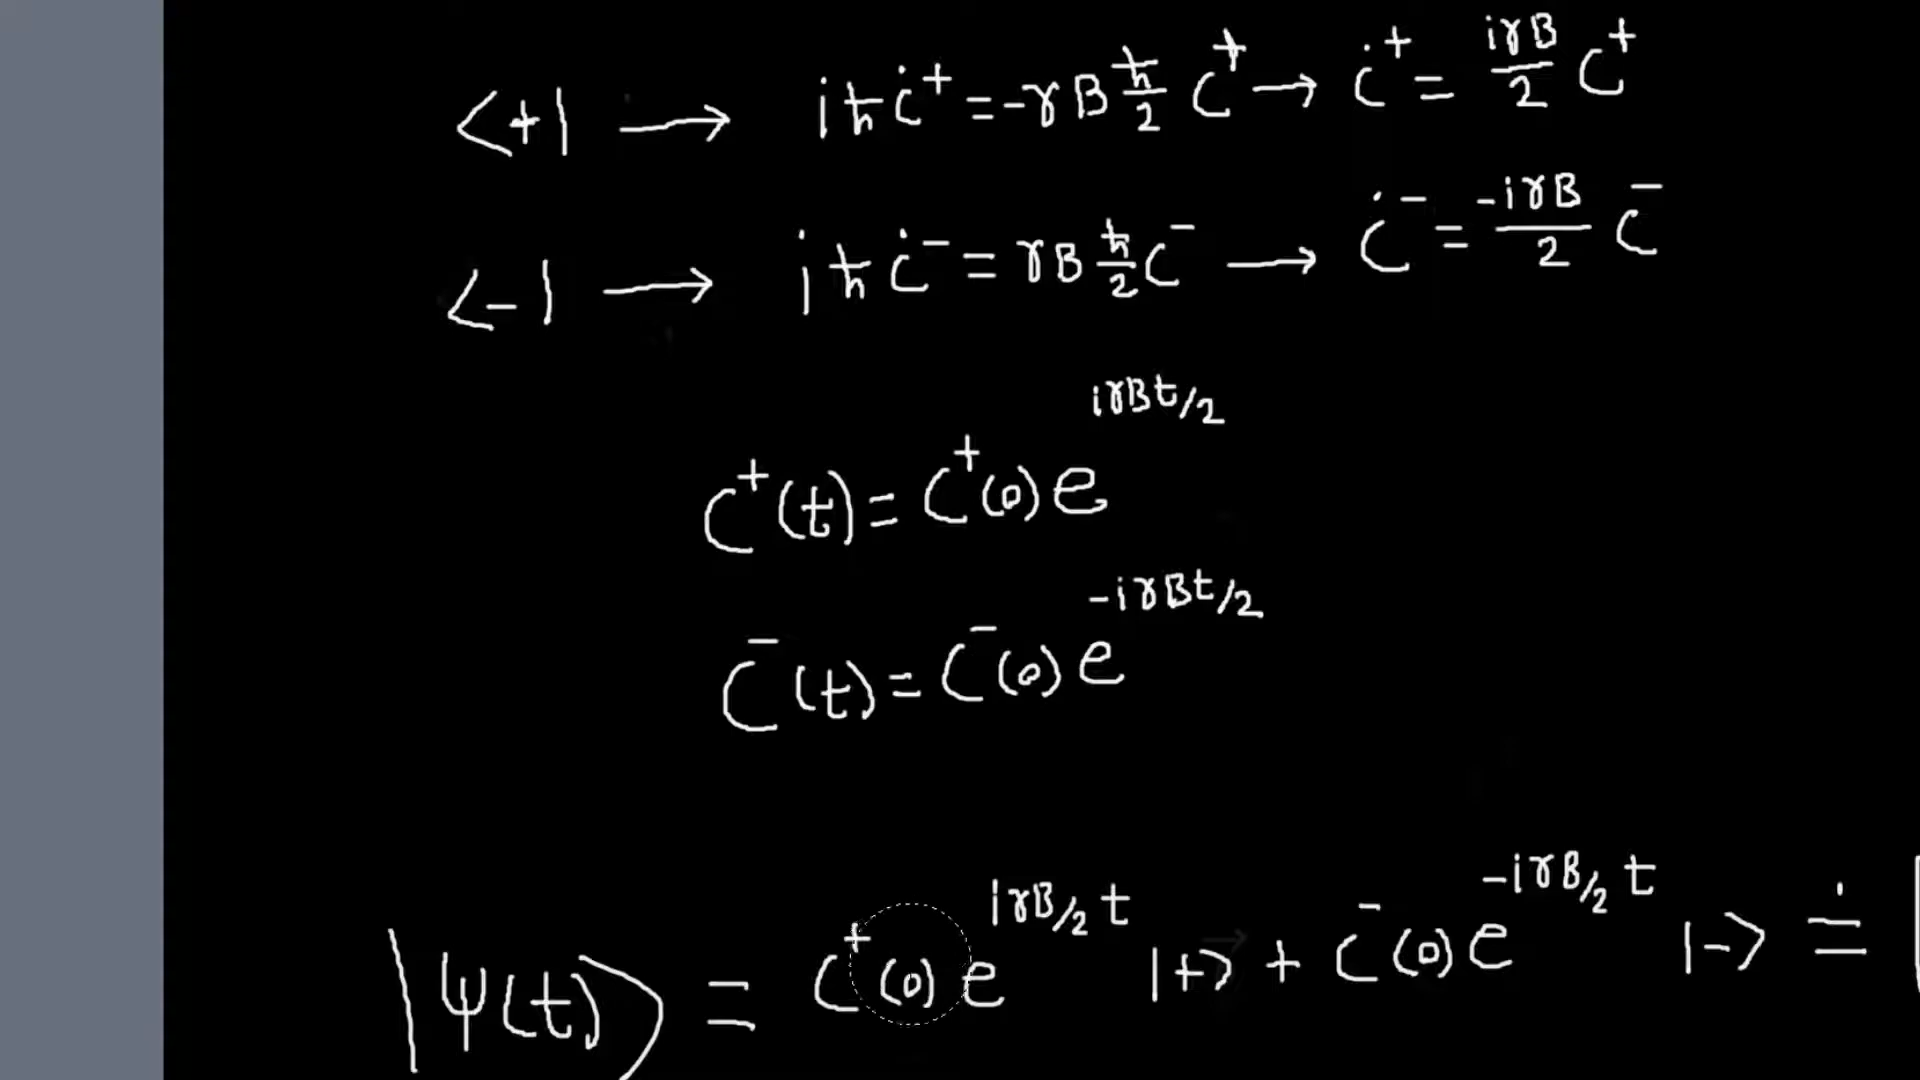 <+| → iħċ⁺ = -γB ħ/2 C⁺ → ċ⁺ = iγB/2 C⁺
<-| → iħċ⁻ = γB ħ/2 C⁻ → ċ⁻ = -iγB/2 C⁻
C⁺(t) = C⁺(0) e^{iγBt/2}
C⁻(t) = C⁻(0) e^{-iγBt/2}
|ψ(t)⟩ = C⁺(0) e^{iγB/2 t} |+⟩ + C⁻(0) e^{-iγB/2 t} |-⟩ ≐